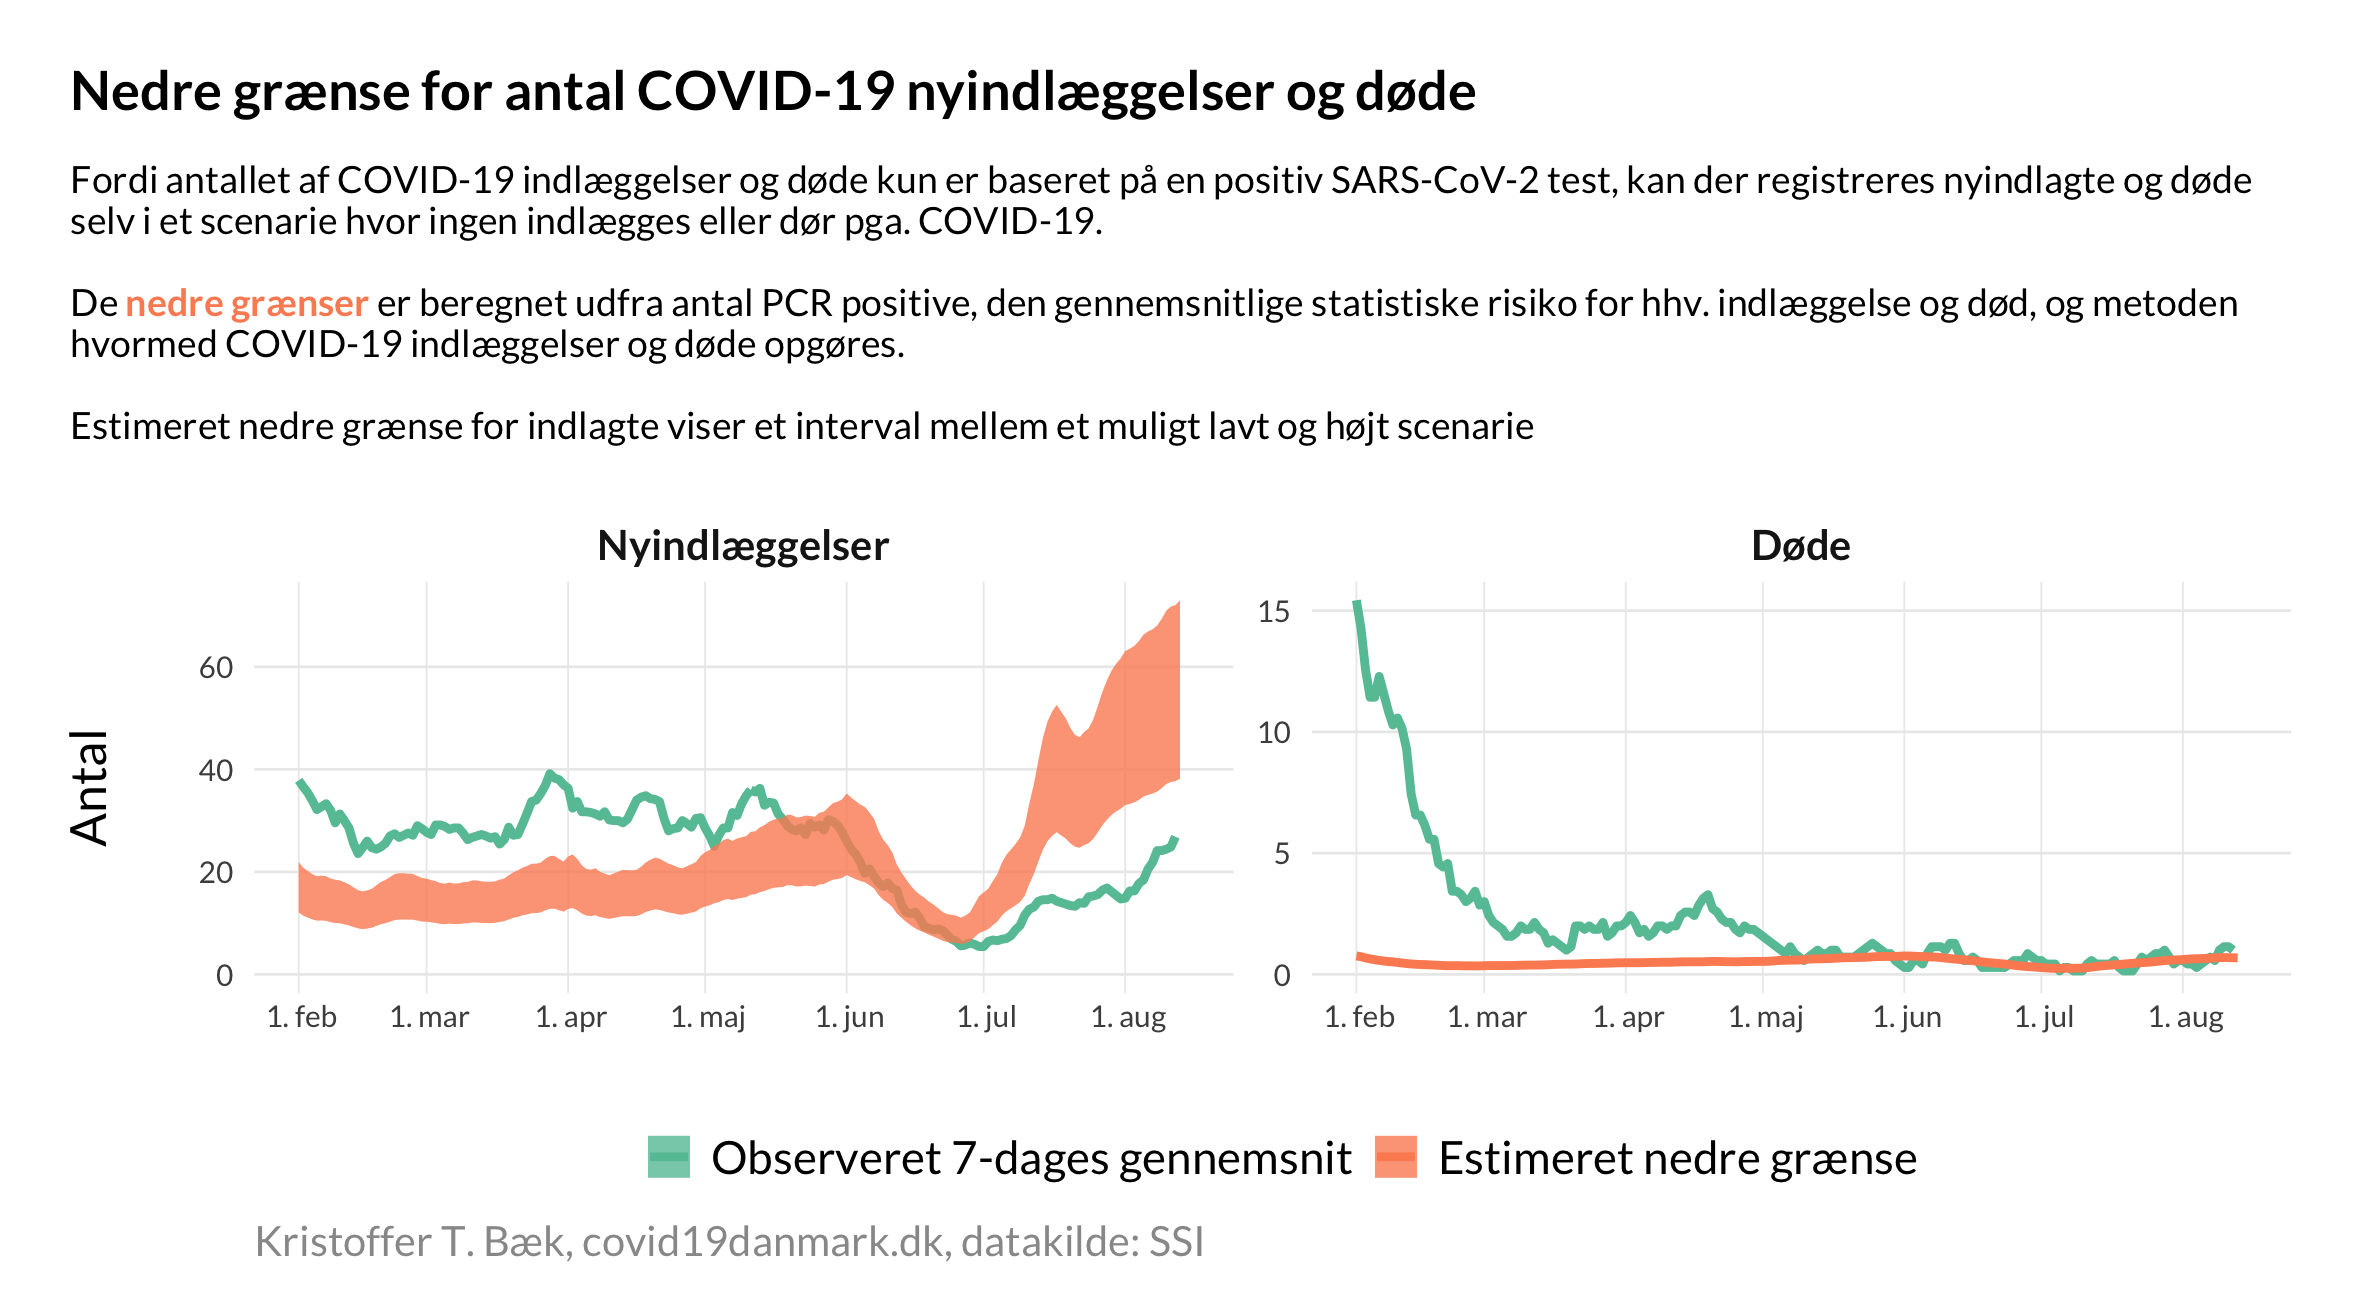 Nedre grænse for antal COVID-19 nyindlæggelser og døde
Fordi antallet af COVID-19 indlæggelser og døde kun er baseret på en positiv SARS-CoV-2 test, kan der registreres nyindlagte og døde
selv i et scenarie hvor ingen indlægges eller dør pga. COVID-19.
De nedre grænser er beregnet udfra antal PCR positive, den gennemsnitlige statistiske risiko for hhv. indlæggelse og død, og metoden
hvormed COVID-19 indlæggelser og døde opgøres.
Estimeret nedre grænse for indlagte viser et interval mellem et muligt lavt og højt scenarie
Nyindlæggelser
Døde
Antal
60
40
20
0
1. feb
1. mar
1. apr
1. maj
1. jun
1. jul
1. aug
15
10
5
0
1. feb
1. mar
1. apr
1. maj
1. jun
1. jul
1. aug
Observeret 7-dages gennemsnit
Estimeret nedre grænse
Kristoffer T. Bæk, covid19danmark.dk, datakilde: SSI